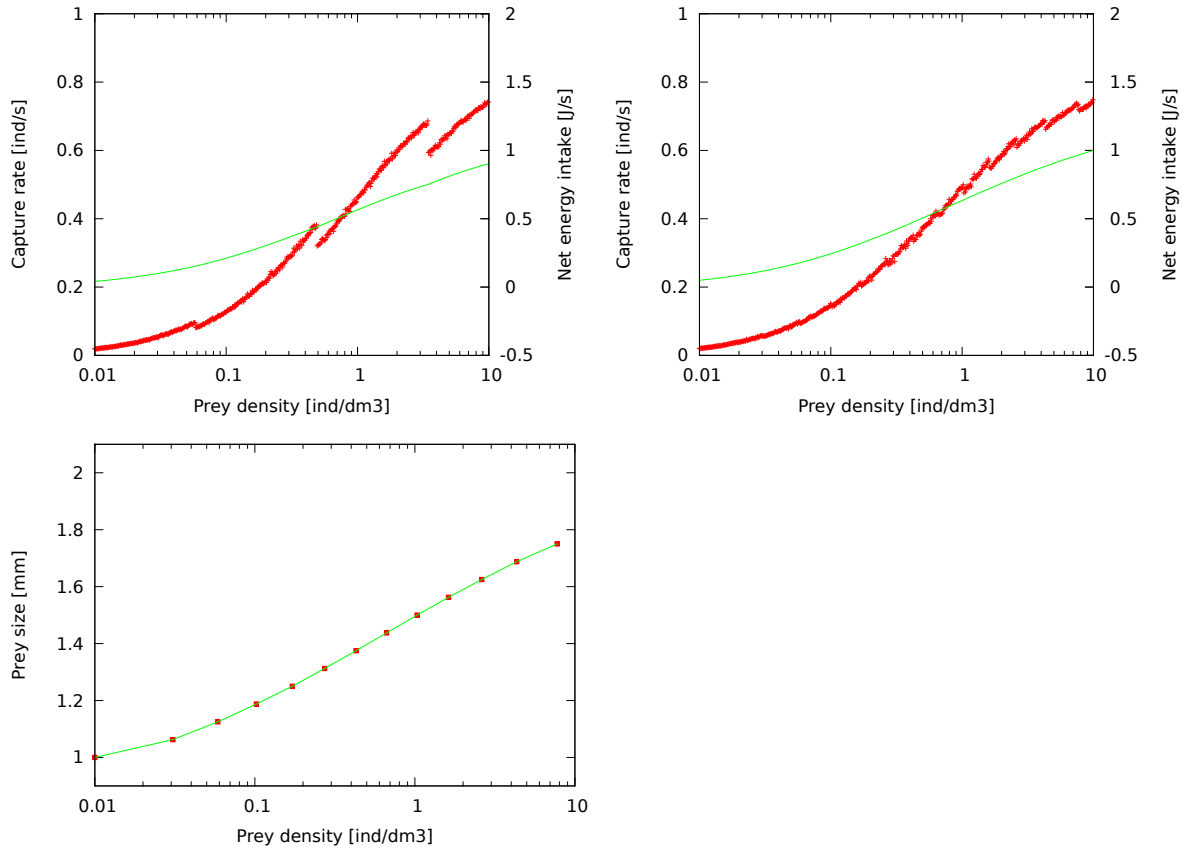 1
0.8
0.6
0.4
0.2
0
Capture rate [ind/s]
2
1.5
1
0.5
0
-0.5
Net energy intake [J/s]
0.01 0.1 1 10
Prey density [ind/dm3]
1
0.8
0.6
0.4
0.2
0
Capture rate [ind/s]
2
1.5
1
0.5
0
-0.5
Net energy intake [J/s]
0.01 0.1 1 10
Prey density [ind/dm3]
2
1.8
1.6
1.4
1.2
1
Prey size [mm]
0.01 0.1 1 10
Prey density [ind/dm3]